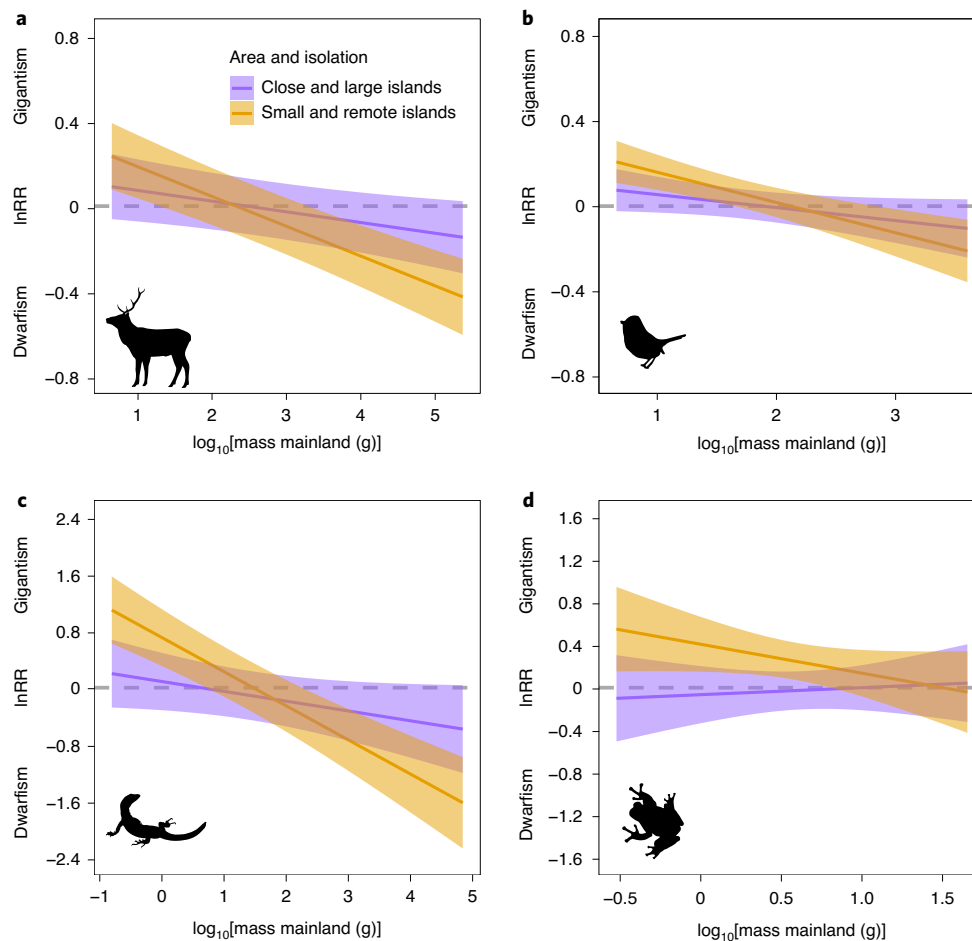 a
Gigantism
lnRR
Dwarfism
0.8
0.4
0
−0.4
−0.8
Area and isolation
Close and large islands
Small and remote islands
1 2 3 4 5
log10[mass mainland (g)]
b
Gigantism
lnRR
Dwarfism
0.8
0.4
0
−0.4
−0.8
1 2 3
log10[mass mainland (g)]
c
Gigantism
lnRR
Dwarfism
2.4
1.6
0.8
0
−0.8
−1.6
−2.4
−1 0 1 2 3 4 5
log10[mass mainland (g)]
d
Gigantism
lnRR
Dwarfism
1.6
1.2
0.8
0.4
0
−0.4
−0.8
−1.2
−1.6
−0.5 0 0.5 1.0 1.5
log10[mass mainland (g)]